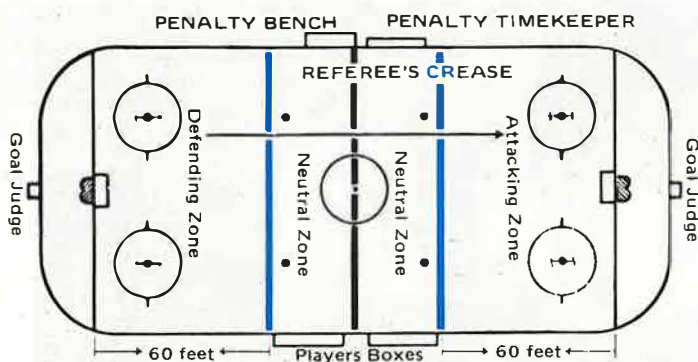 PENALTY BENCH
PENALTY TIMEKEEPER
REFEREE'S CREASE
Goal Judge
Defending Zone
Neutral Zone
Neutral Zone
Attacking Zone
Goal Judge
60 feet
Players Boxes
60 feet